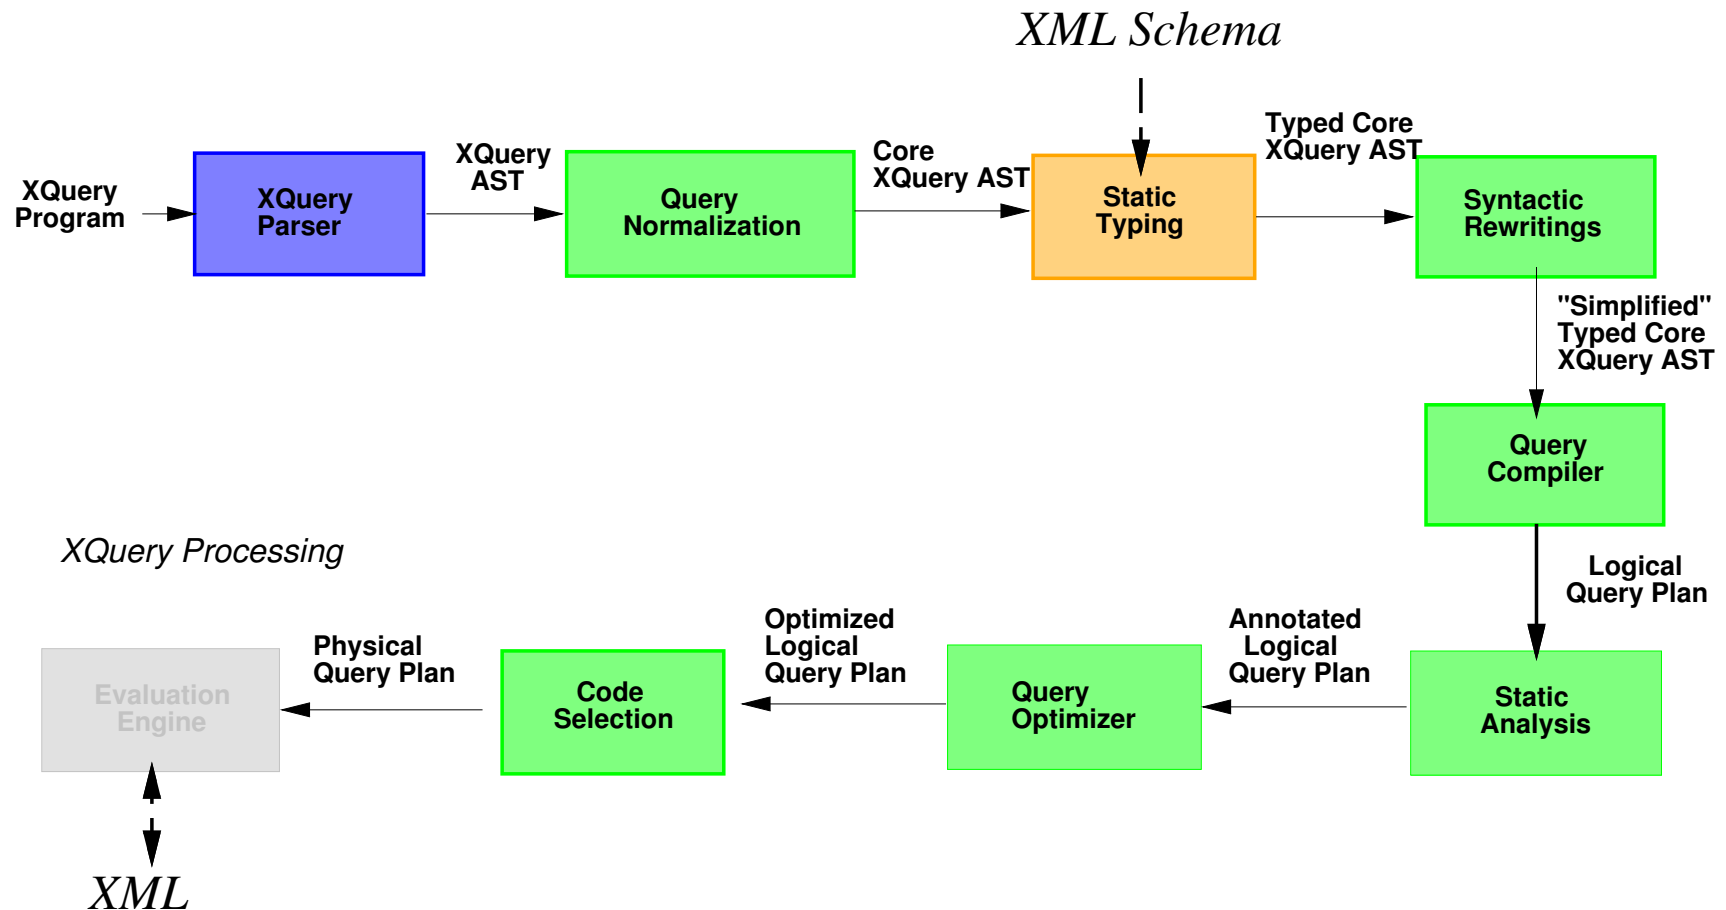 XML Schema
XQuery
Program
XQuery
Parser
XQuery
AST
Query
Normalization
Core
XQuery AST
Static
Typing
Typed Core
XQuery AST
Syntactic
Rewritings
"Simplified"
Typed Core
XQuery AST
Query
Compiler
Logical
Query Plan
Static
Analysis
Annotated
Logical
Query Plan
Query
Optimizer
Optimized
Logical
Query Plan
Code
Selection
Physical
Query Plan
Evaluation
Engine
XQuery Processing
XML